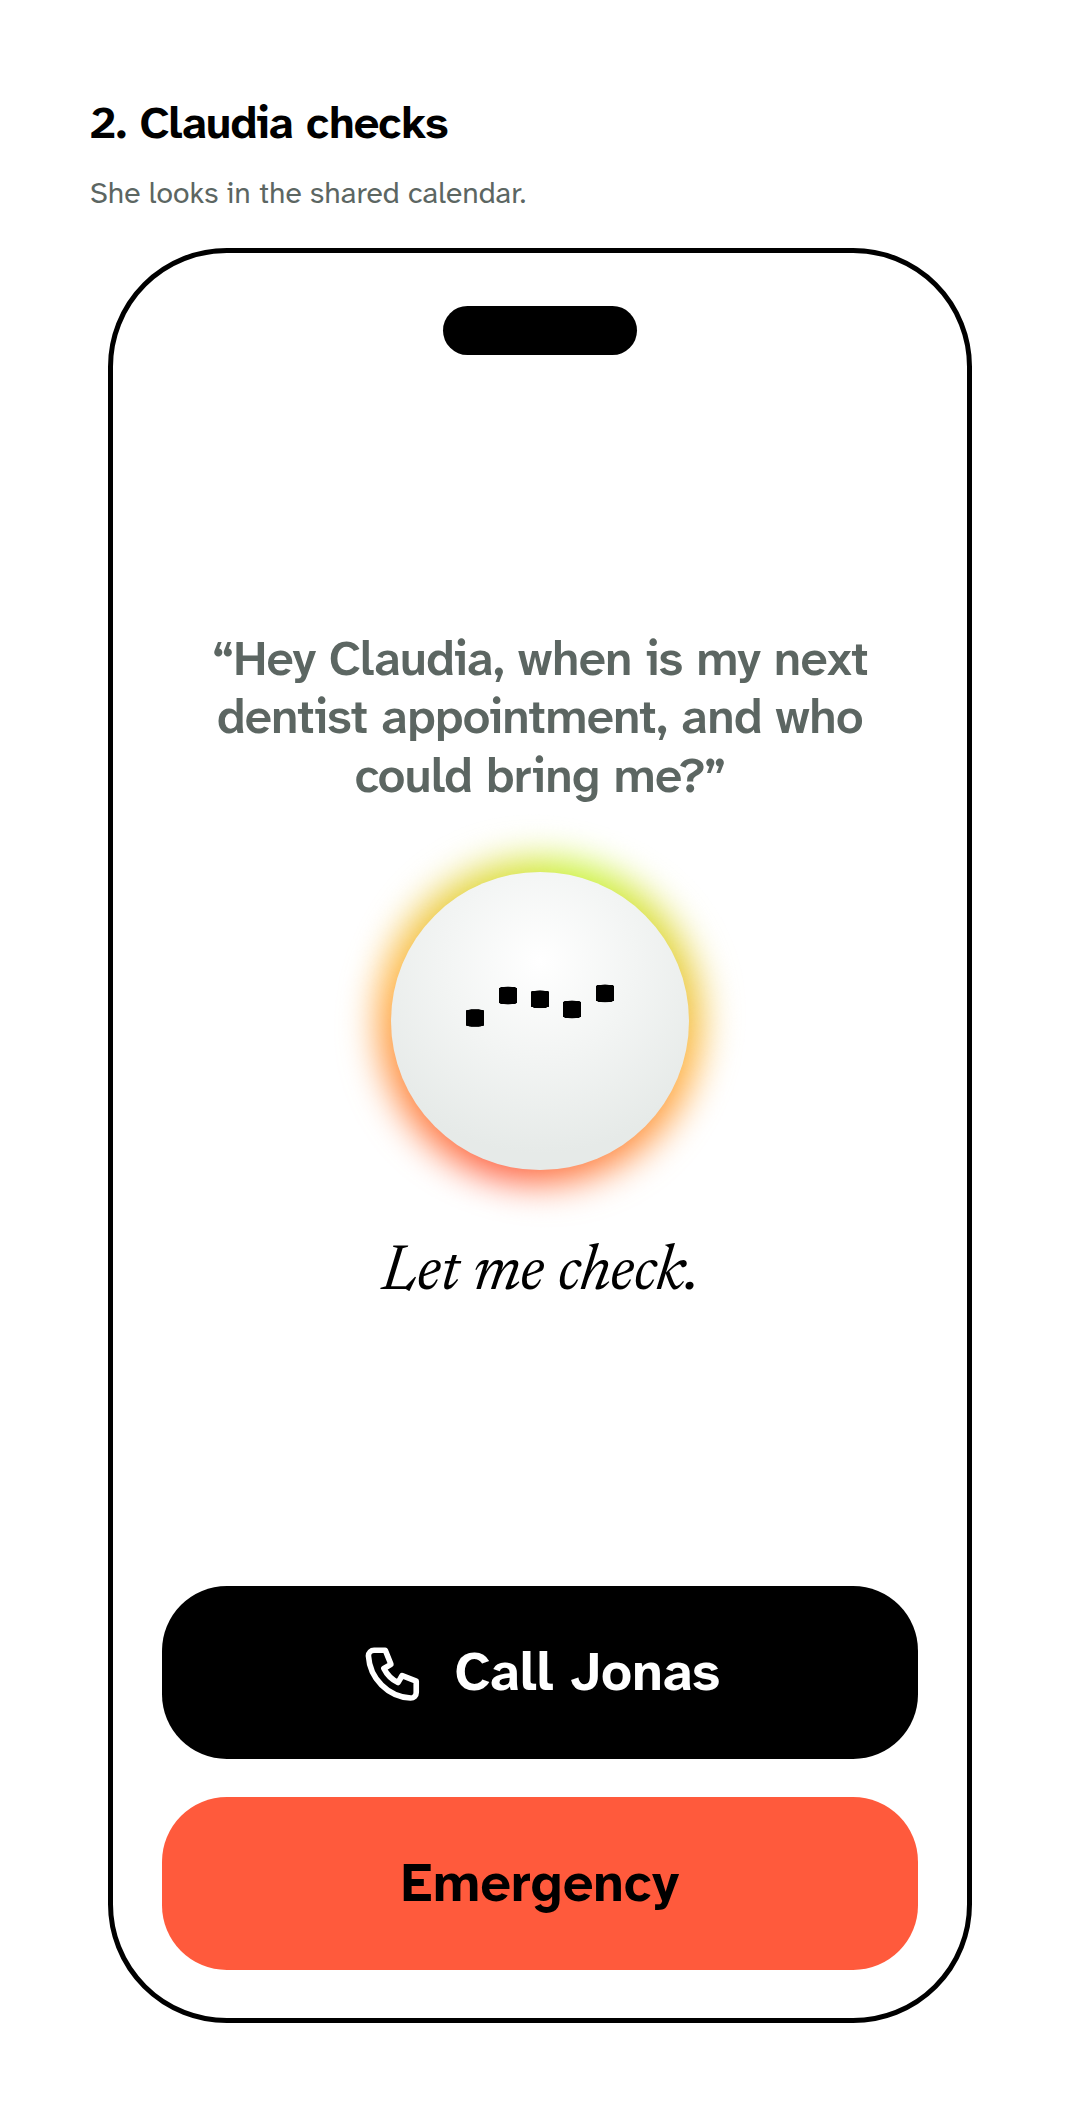 2. Claudia checks
She looks in the shared calendar.
“Hey Claudia, when is my next
dentist appointment, and who
could bring me?”
Let me check.
Call Jonas
Emergency